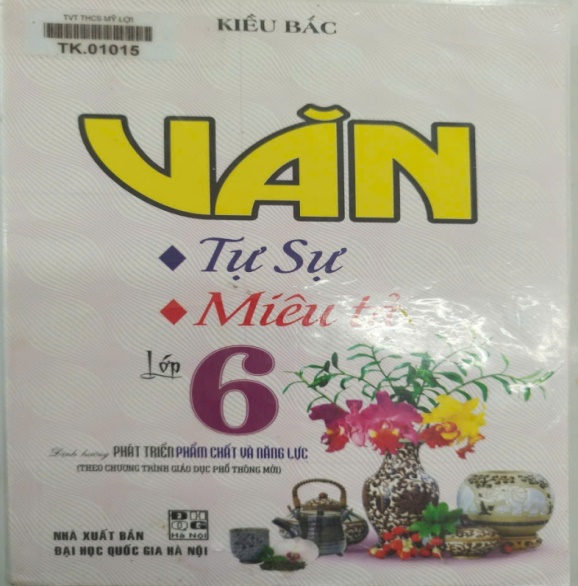 TVT THCS MỸ LỢI
TK.01015
KIỀU BẮC
VĂN
Tự Sự
Miêu tả
Lớp 6
Định hướng PHÁT TRIỂN PHẨM CHẤT VÀ NĂNG LỰC
(THEO CHƯƠNG TRÌNH GIÁO DỤC PHỔ THÔNG MỚI)
NHÀ XUẤT BẢN
ĐẠI HỌC QUỐC GIA HÀ NỘI
ĐH
QG
Hà Nội